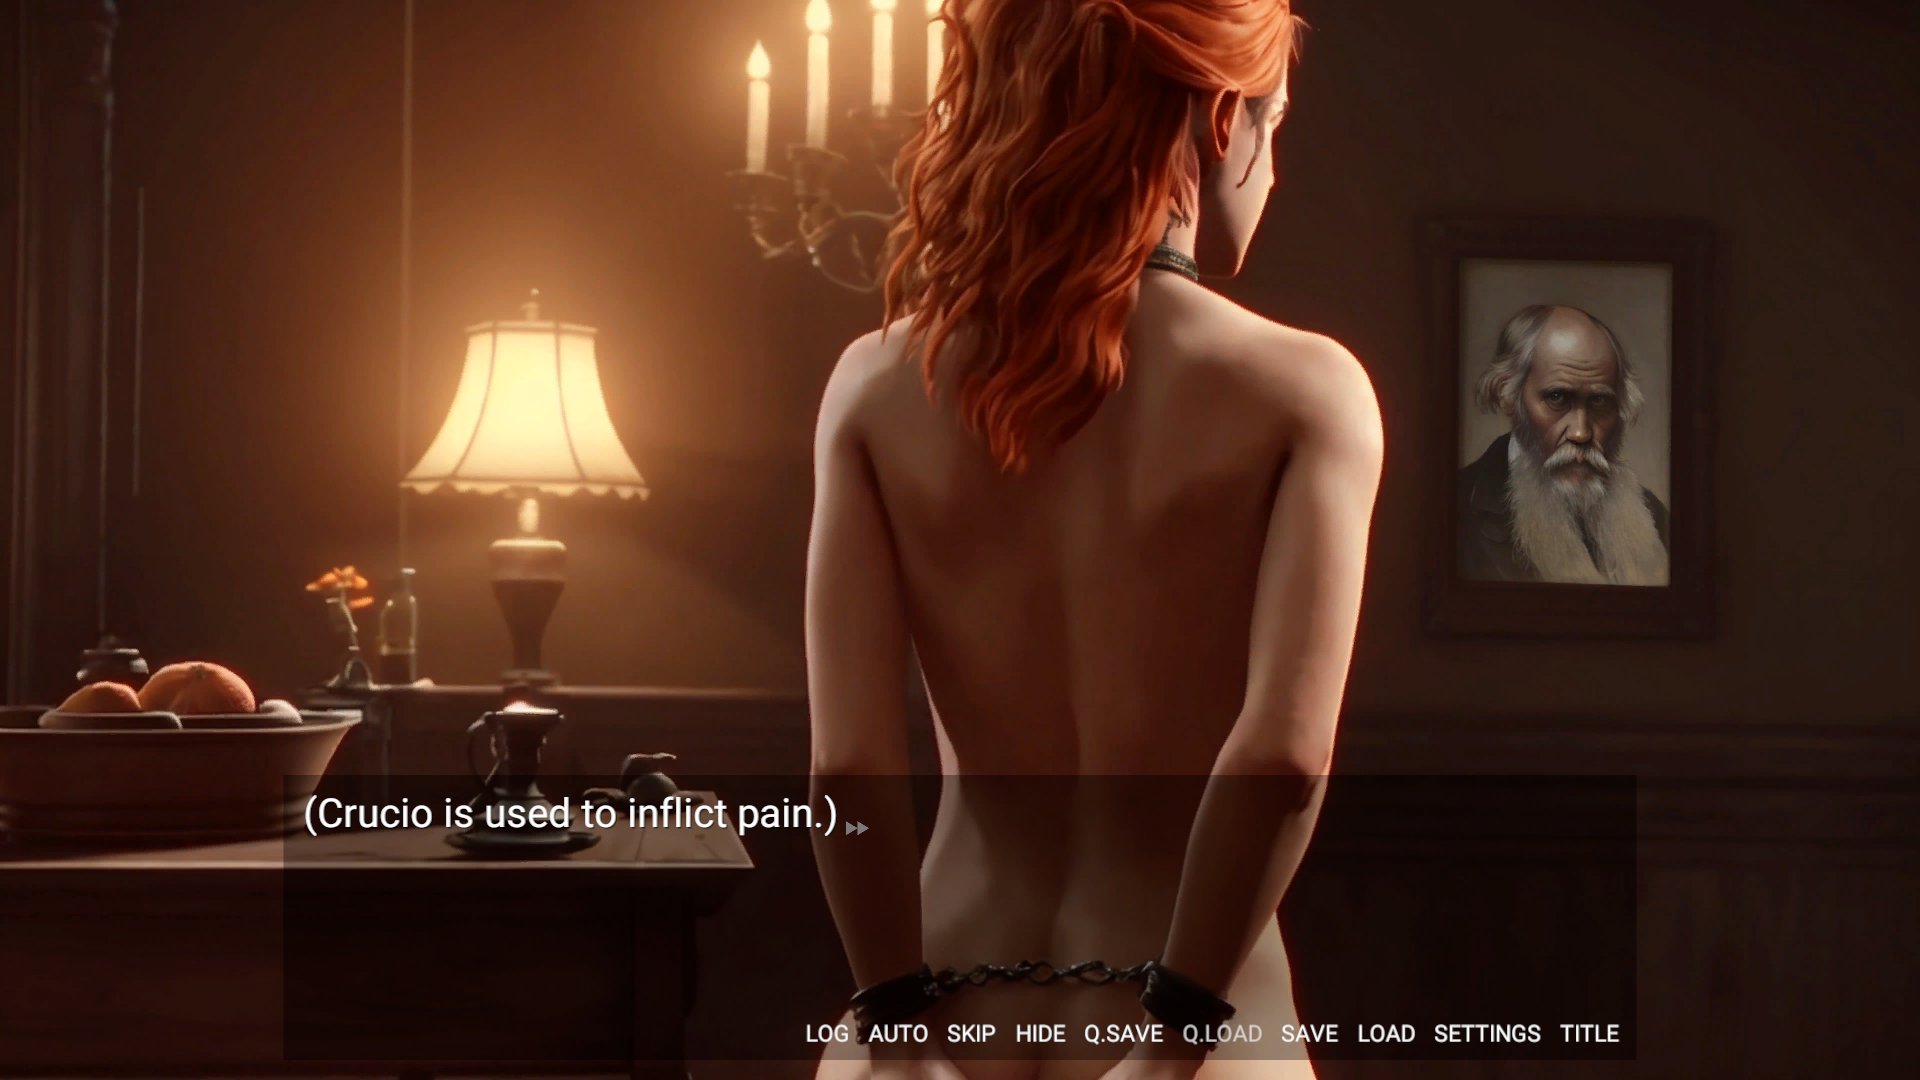 (Crucio is used to inflict pain.)
LOG AUTO SKIP HIDE Q.SAVE Q.LOAD SAVE LOAD SETTINGS TITLE